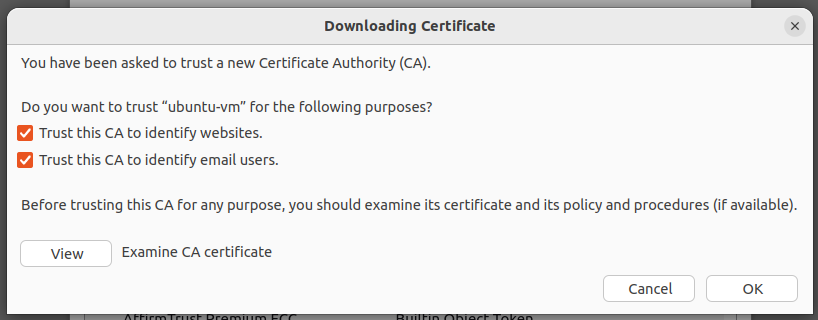 Downloading Certificate
You have been asked to trust a new Certificate Authority (CA).
Do you want to trust “ubuntu-vm” for the following purposes?
Trust this CA to identify websites.
Trust this CA to identify email users.
Before trusting this CA for any purpose, you should examine its certificate and its policy and procedures (if available).
View Examine CA certificate
Cancel OK
AffirmTrust Premium ECC Builtin Object Token